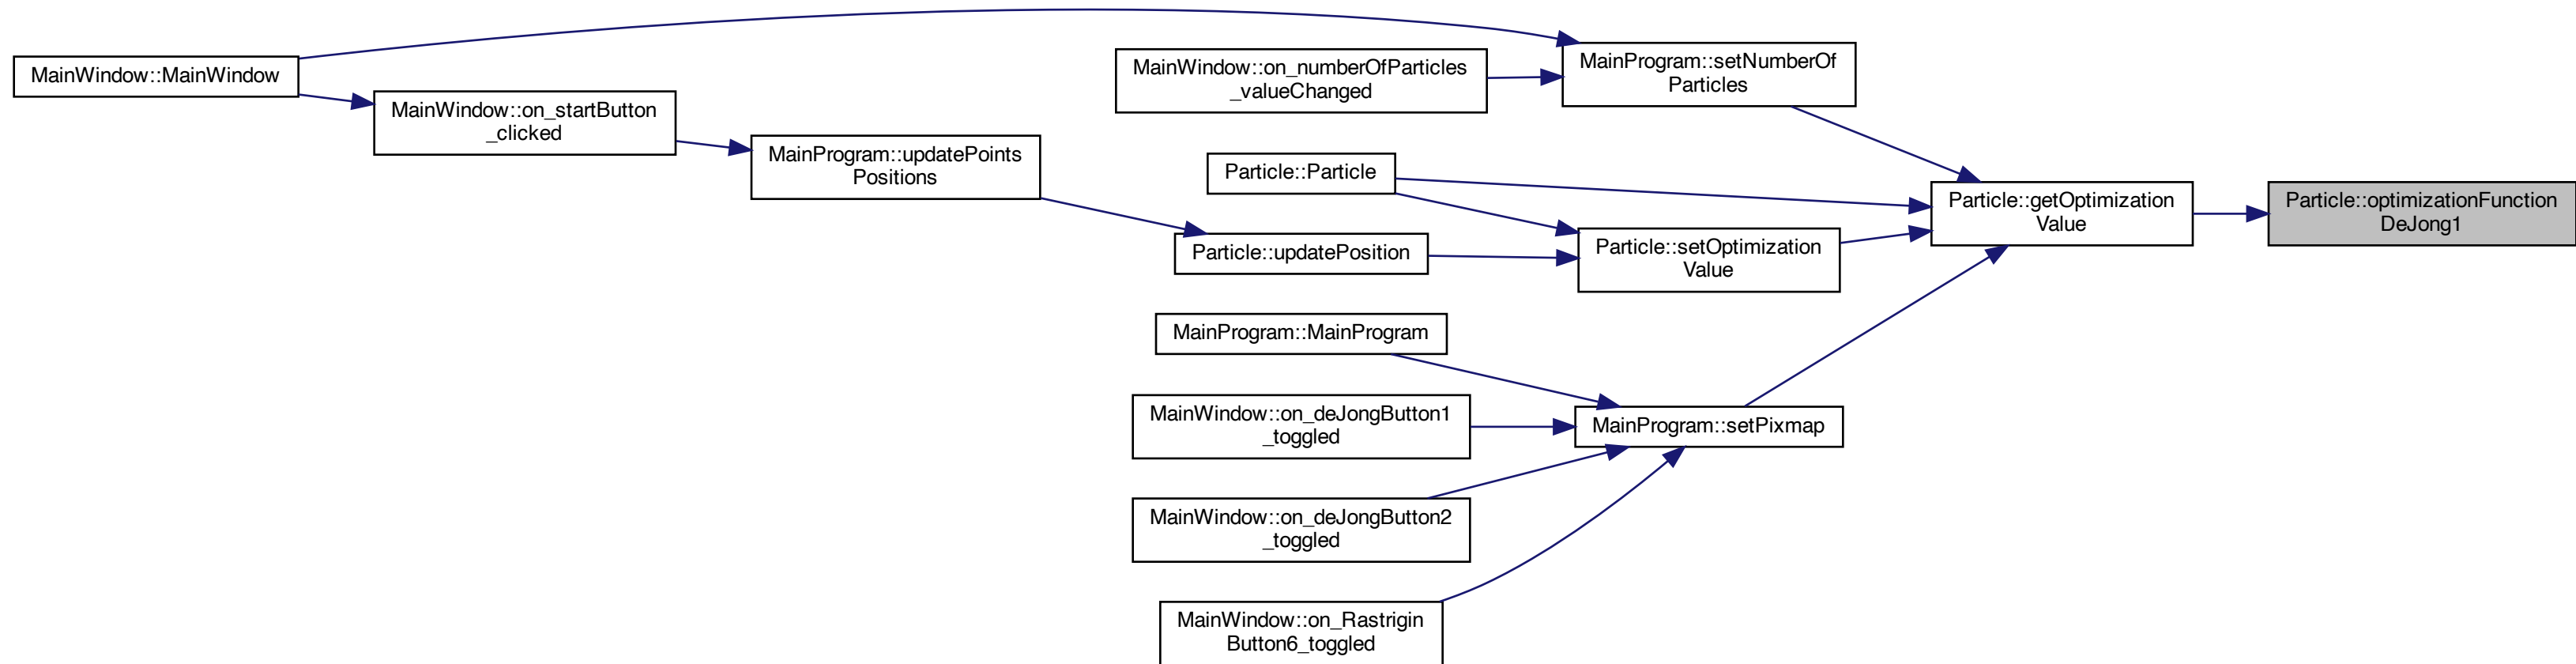 MainWindow::MainWindow
MainWindow::on_startButton
_clicked
MainProgram::updatePoints
Positions
MainWindow::on_numberOfParticles
_valueChanged
Particle::Particle
Particle::updatePosition
MainProgram::MainProgram
MainWindow::on_deJongButton1
_toggled
MainWindow::on_deJongButton2
_toggled
MainWindow::on_Rastrigin
Button6_toggled
MainProgram::setNumberOf
Particles
Particle::setOptimization
Value
MainProgram::setPixmap
Particle::getOptimization
Value
Particle::optimizationFunction
DeJong1